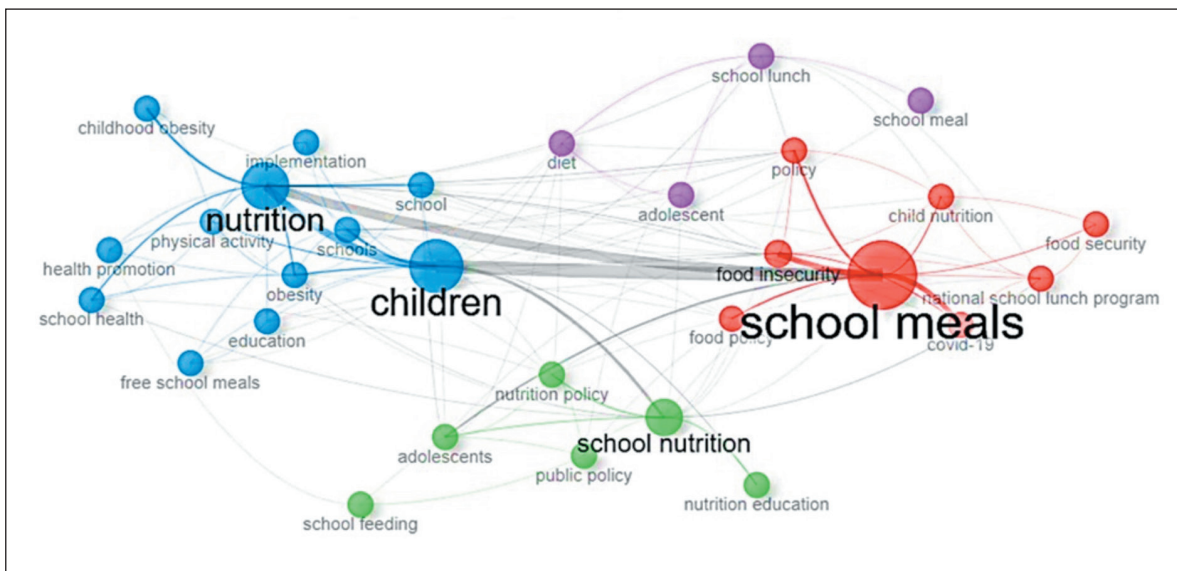 school lunch
school meal
childhood obesity
implementation
diet
policy
nutrition
school
adolescent
child nutrition
physical activity
schools
food security
health promotion
obesity
children
food insecurity
national school lunch program
school health
school meals
education
food policy
covid-19
free school meals
nutrition policy
school nutrition
adolescents
public policy
nutrition education
school feeding